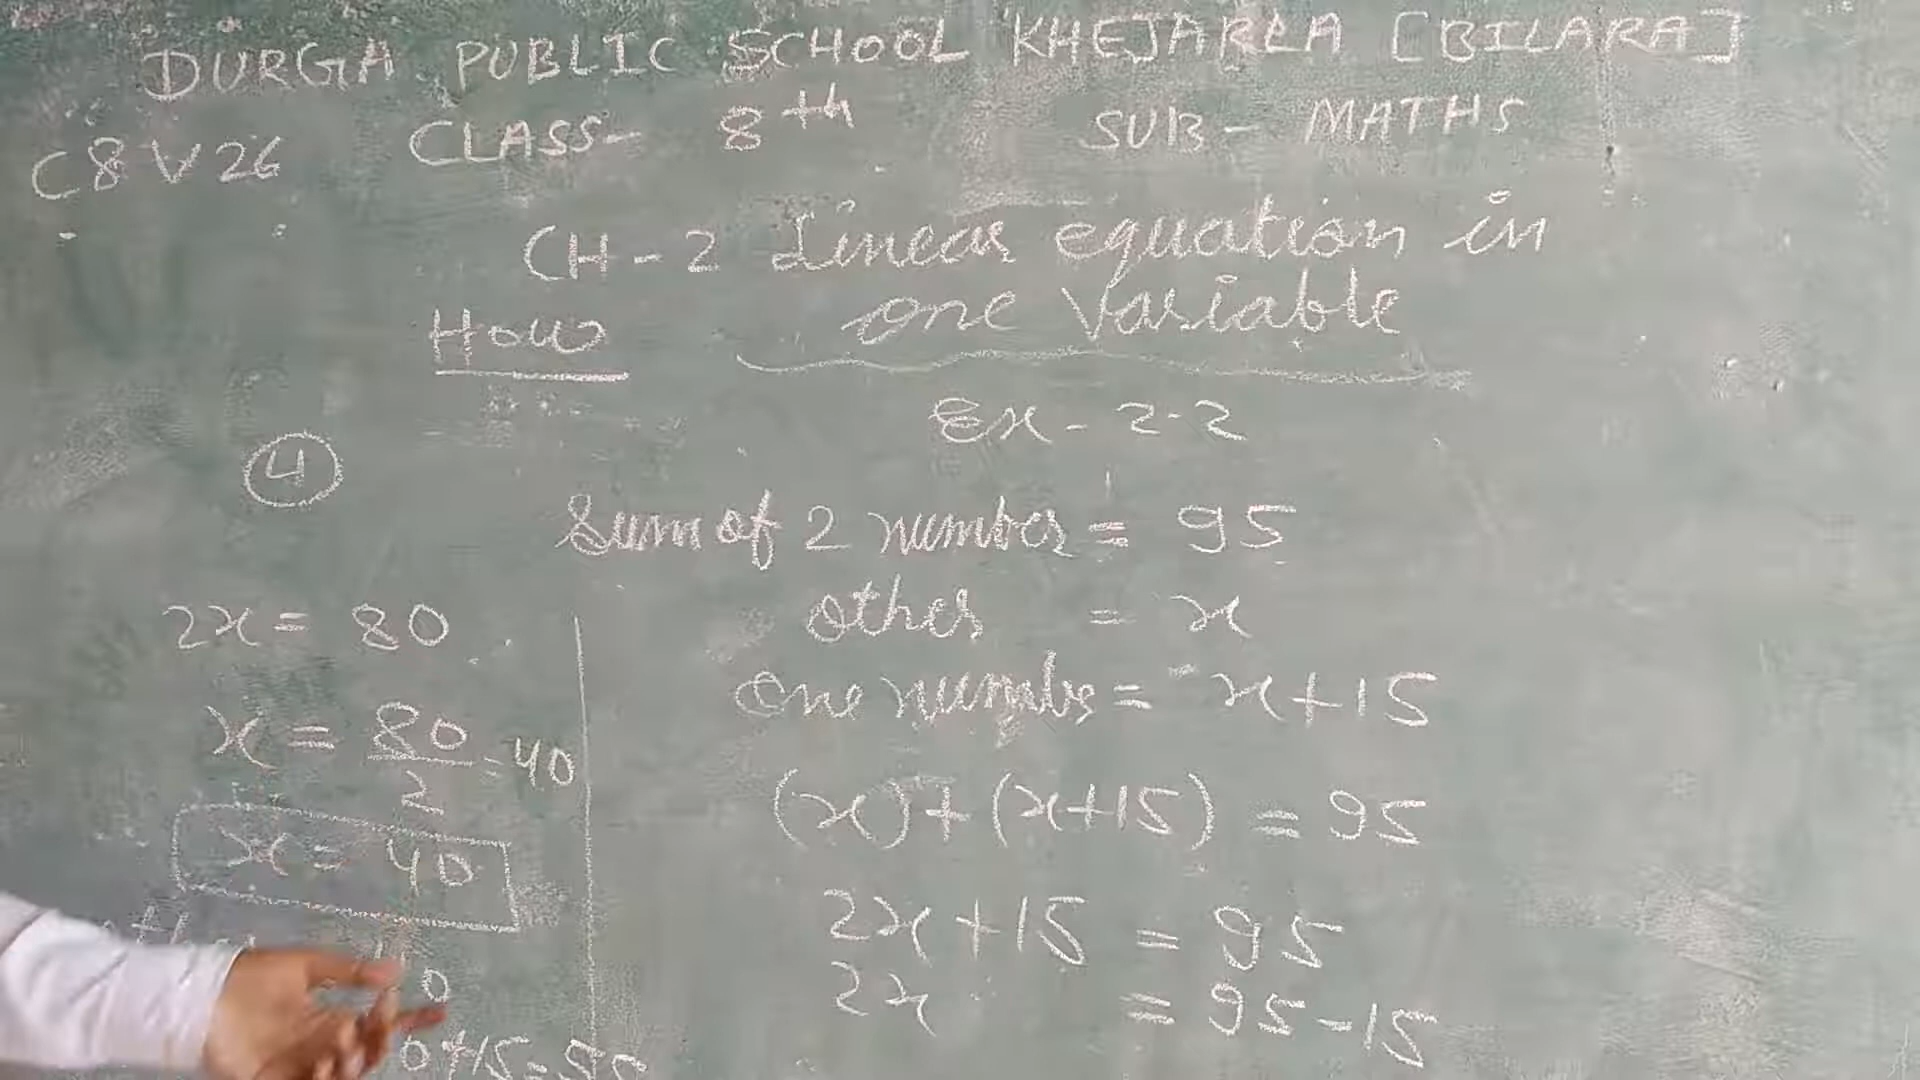 DURGA PUBLIC SCHOOL KHEJARLA [BILARA]
C8V26 CLASS- 8th SUB- MATHS
CH-2 Linear equation in
one Variable
How
Ex-2.2
4
Sum of 2 number = 95
other = x
one number = x+15
(x)+(x+15) = 95
2x+15 = 95
2x = 95-15
2x = 80
x = 80/2 = 40
x = 40